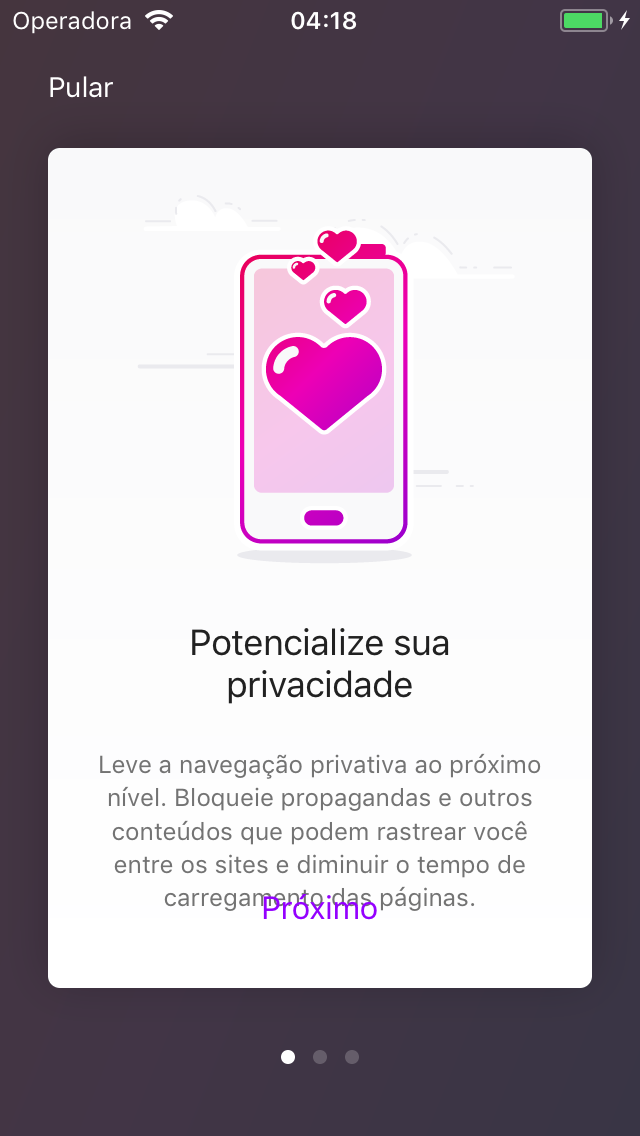 Operadora 04:18
Pular
Potencialize sua
privacidade
Leve a navegação privativa ao próximo
nível. Bloqueie propagandas e outros
conteúdos que podem rastrear você
entre os sites e diminuir o tempo de
carregamento das páginas.
Próximo